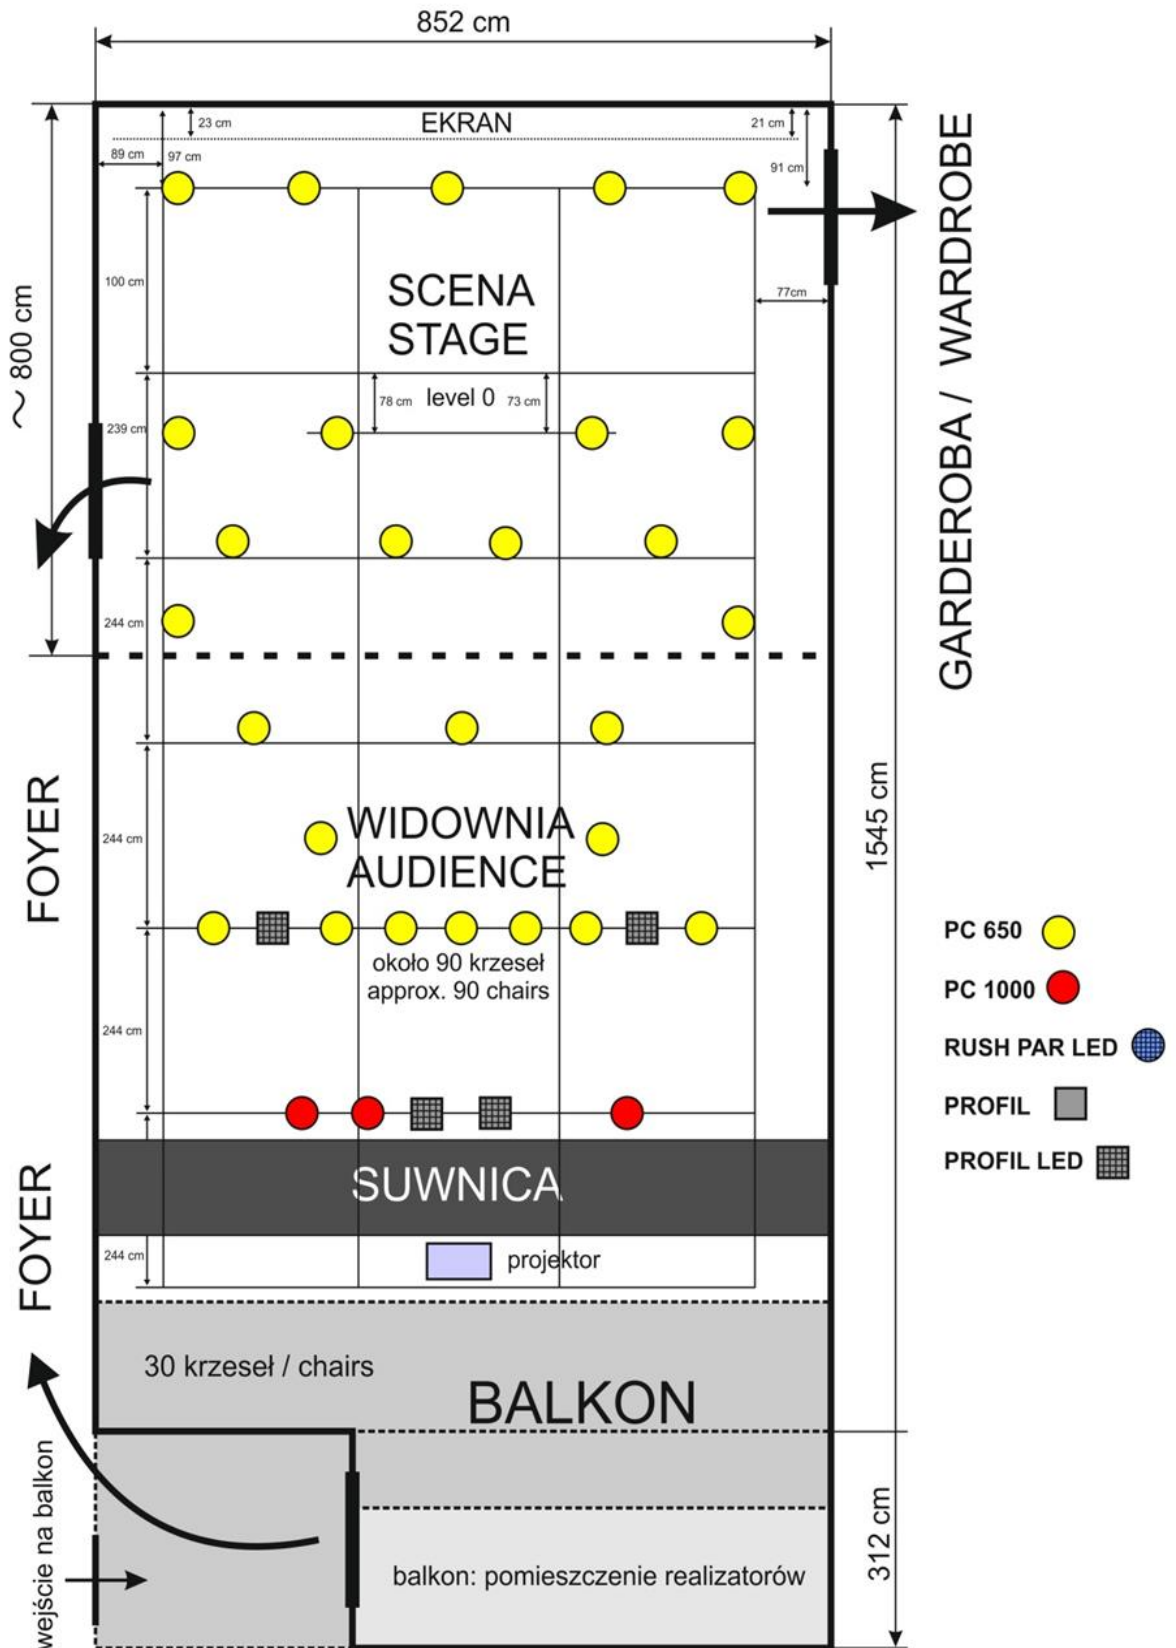 852 cm
23 cm
EKRAN
21 cm
89 cm
97 cm
91 cm
GARDEROBA / WARDROBE
~ 800 cm
100 cm
SCENA
STAGE
77cm
78 cm
level 0
73 cm
239 cm
244 cm
FOYER
244 cm
WIDOWNIA
AUDIENCE
1545 cm
około 90 krzeseł
approx. 90 chairs
244 cm
PC 650
PC 1000
RUSH PAR LED
PROFIL
PROFIL LED
SUWNICA
FOYER
244 cm
projektor
30 krzeseł / chairs
BALKON
wejście na balkon
balkon: pomieszczenie realizatorów
312 cm